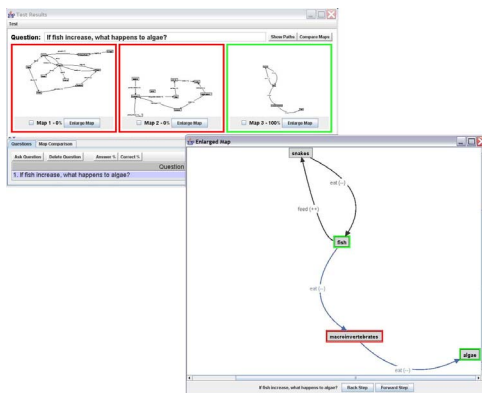 Test Results
Test
Question: If fish increase, what happens to algae?
Show Paths Compare Maps
Map 1 - 0% Enlarge Map
Map 2 - 0% Enlarge Map
Map 3 - 100% Enlarge Map
Questions Map Comparison
Ask Question Delete Question Answer % Correct %
Question
1. If fish increase, what happens to algae?
Enlarged Map
snakes
eat (--)
feed (++)
fish
eat (--)
macroinvertebrates
algae
eat (--)
If fish increase, what happens to algae? Back Step Forward Step